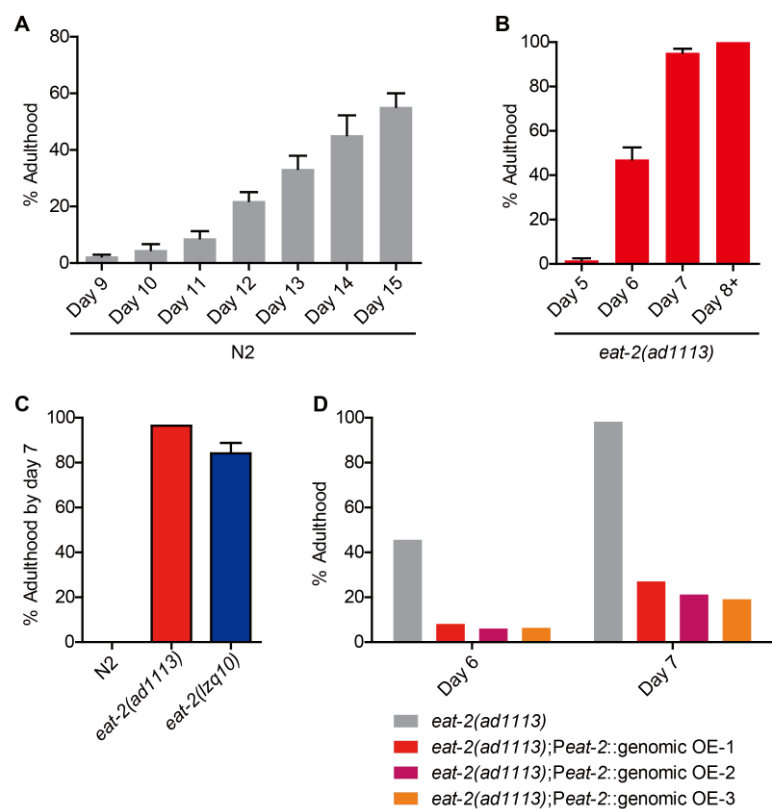 A
% Adulthood
80
60
40
20
0
Day 9
Day 10
Day 11
Day 12
Day 13
Day 14
Day 15
N2
B
% Adulthood
100
80
60
40
20
0
Day 5
Day 6
Day 7
Day 8+
eat-2(ad1113)
C
% Adulthood by day 7
100
80
60
40
20
0
N2
eat-2(ad1113)
eat-2(lzq10)
D
% Adulthood
100
80
60
40
20
0
Day 6
Day 7
eat-2(ad1113)
eat-2(ad1113);Peat-2::genomic OE-1
eat-2(ad1113);Peat-2::genomic OE-2
eat-2(ad1113);Peat-2::genomic OE-3